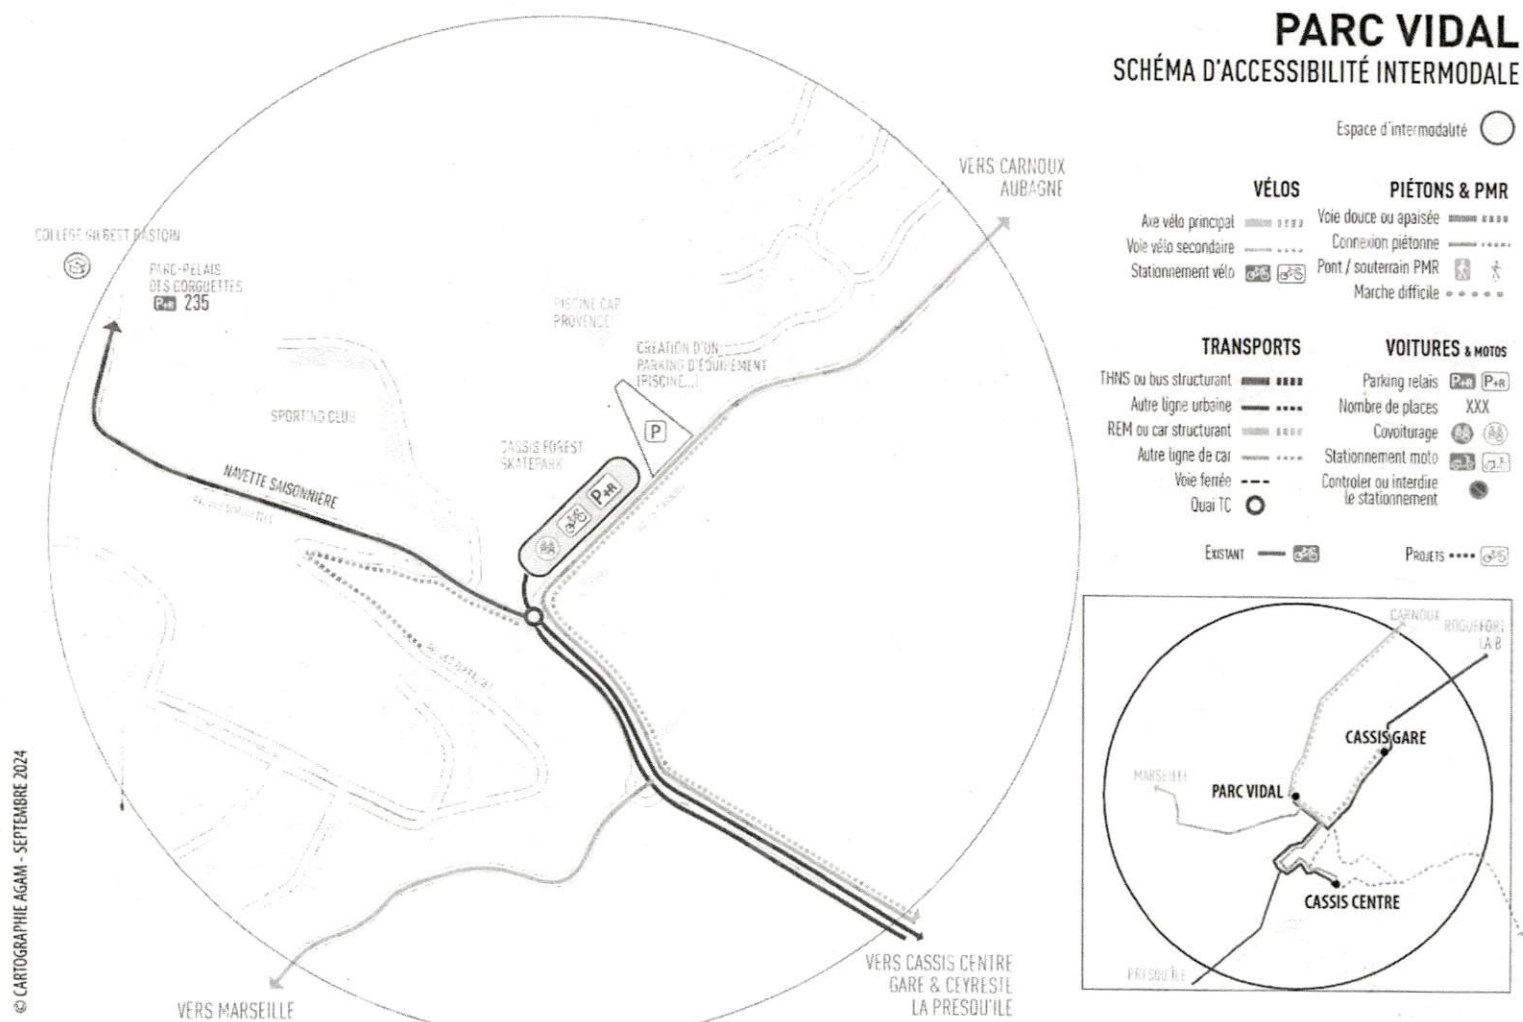 PARC VIDAL
SCHÉMA D'ACCESSIBILITÉ INTERMODALE
Espace d'intermodalité
VÉLOS
Axe vélo principal
Voie vélo secondaire
Stationnement vélo
PIÉTONS & PMR
Voie douce ou apaisée
Connexion piétonne
Pont / souterrain PMR
Marche difficile
TRANSPORTS
THNS ou bus structurant
Autre ligne urbaine
REM ou car structurant
Autre ligne de car
Voie ferrée
Quai TC
VOITURES & MOTOS
Parking relais P+R P+R
Nombre de places XXX
Covoiturage
Stationnement moto
Controler ou interdire
le stationnement
EXISTANT
PROJETS
VERS CARNOUX
AUBAGNE
COLLÈGE GILBERT RASTOIN
PARC-RELAIS
DES GORGUETTES
P+R 235
PISCINE CAP
PROVENCE
CRÉATION D'UN
PARKING D'ÉQUIPEMENT
(PISCINE...)
P
SPORTING CLUB
CASSIS FOREST
SKATEPARK
P+R
NAVETTE SAISONNIÈRE
VERS MARSEILLE
VERS CASSIS CENTRE
GARE & CEYRESTE
LA PRESQU'ILE
CARNOUX
ROQUEFORT
LA B
CASSIS GARE
MARSEILLE
PARC VIDAL
CASSIS CENTRE
PRESQU'ÎLE
© CARTOGRAPHIE AGAM - SEPTEMBRE 2024